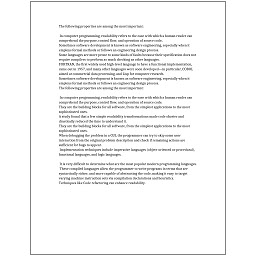 The following properties are among the most important:
In computer programming, readability refers to the ease with which a human reader can
comprehend the purpose, control flow, and operation of source code.
Sometimes software development is known as software engineering, especially when it
employs formal methods or follows an engineering design process.
Some languages are more prone to some kinds of faults because their specification does not
require compilers to perform as much checking as other languages.
FORTRAN, the first widely used high-level language to have a functional implementation,
came out in 1957, and many other languages were soon developed—in particular, COBOL
aimed at commercial data processing, and Lisp for computer research.
Sometimes software development is known as software engineering, especially when it
employs formal methods or follows an engineering design process.
In computer programming, readability refers to the ease with which a human reader can
comprehend the purpose, control flow, and operation of source code.
They are the building blocks for all software, from the simplest applications to the most
sophisticated ones.
A study found that a few simple readability transformations made code shorter and
drastically reduced the time to understand it.
They are the building blocks for all software, from the simplest applications to the most
sophisticated ones.
When debugging the problem in a GUI, the programmer can try to skip some user
interaction from the original problem description and check if remaining actions are
sufficient for bugs to appear.
Implementation techniques include imperative languages (object-oriented or procedural),
functional languages, and logic languages.
It is very difficult to determine what are the most popular modern programming languages.
These compiled languages allow the programmer to write programs in terms that are
syntactically richer, and more capable of abstracting the code, making it easy to target
varying machine instruction sets via compilation declarations and heuristics.
Techniques like Code refactoring can enhance readability.